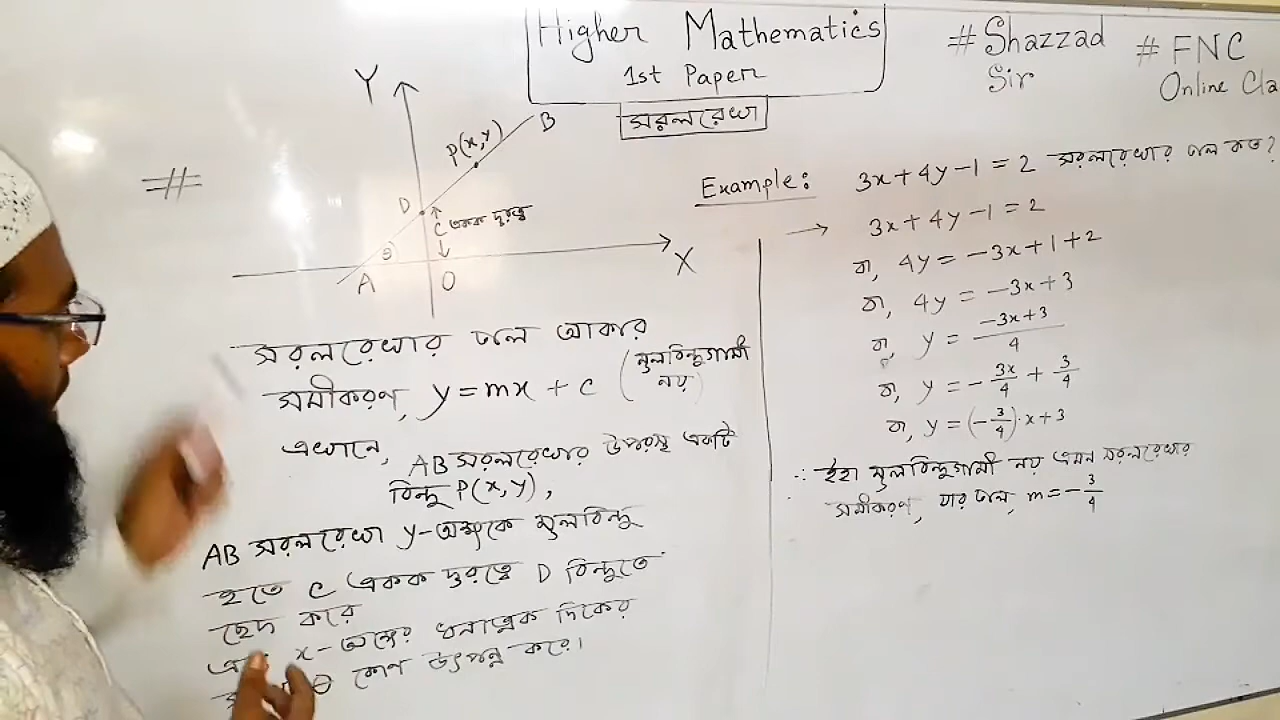 Higher Mathematics
1st Paper
সরলরেখা
# Shazzad
Sir
# FNC
Online Cla
#
Y
B
P(x,y)
D
C একক দূরত্ব
θ
A
O
X
সরলরেখার ঢাল আকার
সমীকরণ, y = mx + c (মূলবিন্দুগামী
নয়)
এখানে, AB সরলরেখার উপরস্থ একটি
বিন্দু P(x, y),
AB সরলরেখা y-অক্ষকে মূলবিন্দু
হতে c একক দূরত্বে D বিন্দুতে
ছেদ করে
x-অক্ষের ধনাত্মক দিকের
θ কোণ উৎপন্ন করে।
Example: 3x + 4y - 1 = 2 সরলরেখার ঢাল কত?
→ 3x + 4y - 1 = 2
বা, 4y = -3x + 1 + 2
বা, 4y = -3x + 3
বা, y = (-3x + 3)/4
বা, y = - 3x/4 + 3/4
বা, y = (-3/4)·x + 3
∴ ইহা মূলবিন্দুগামী নয় এমন সরলরেখার
সমীকরণ, যার ঢাল, m = - 3/4